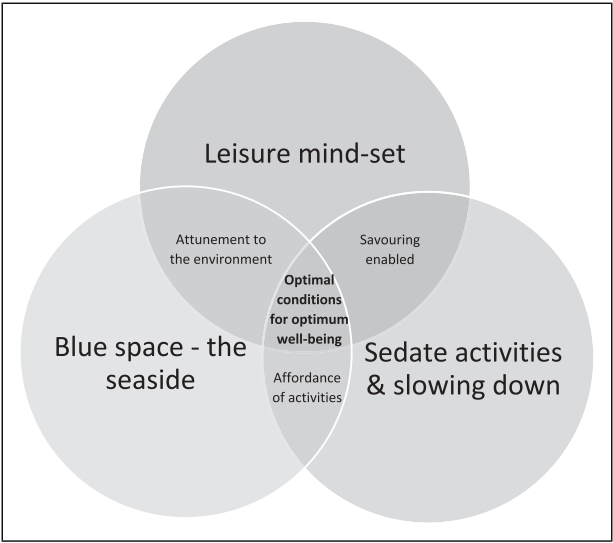 Leisure mind-set
Attunement to
the environment
Savouring
enabled
Optimal
conditions
for optimum
well-being
Blue space - the
seaside
Sedate activities
& slowing down
Affordance
of activities